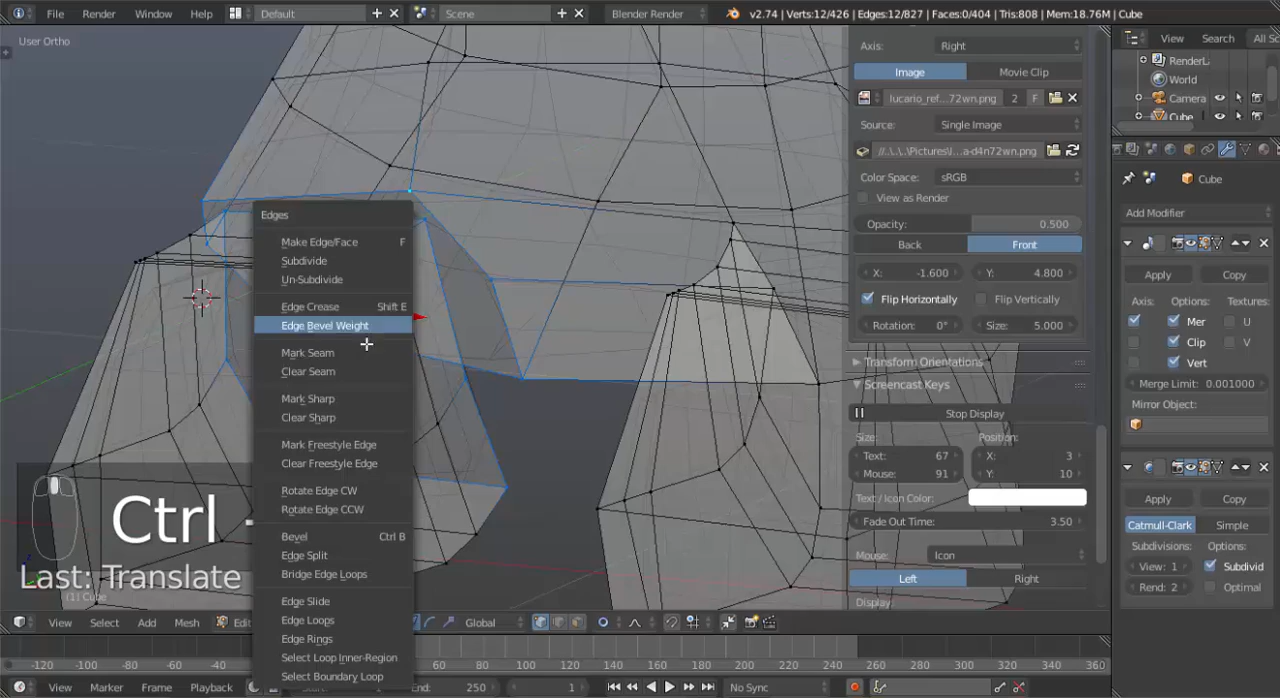 File Render Window Help Default Scene Blender Render v2.74 | Verts:12/426 | Edges:12/827 | Faces:0/404 | Tris:808 | Mem:18.76M | Cube
User Ortho
Edges
Make Edge/Face F
Subdivide
Un-Subdivide
Edge Crease Shift E
Edge Bevel Weight
Mark Seam
Clear Seam
Mark Sharp
Clear Sharp
Mark Freestyle Edge
Clear Freestyle Edge
Rotate Edge CW
Rotate Edge CCW
Bevel Ctrl B
Edge Split
Bridge Edge Loops
Edge Slide
Edge Loops
Edge Rings
Select Loop Inner-Region
Select Boundary Loop
Ctrl -
Last: Translate
(1) Cube
Axis: Right
Image Movie Clip
lucario_ref...72wn.png 2 F
Source: Single Image
//..\..\..\Pictures\l...a-d4n72wn.png
Color Space: sRGB
View as Render
Opacity: 0.500
Back Front
X: -1.600 Y: 4.800
Flip Horizontally Flip Vertically
Rotation: 0° Size: 5.000
Transform Orientations
Screencast Keys
Stop Display
Size: Position:
Text: 67 X: 3
Mouse: 91 Y: 10
Text / Icon Color:
Fade Out Time: 3.50
Mouse: Icon
Left Right
Display:
View Search All Sc
RenderL
World
Camera
Cube
Cube
Add Modifier
Apply Copy
Axis: Options: Textures:
Mer U
Clip V
Vert
Merge Limit: 0.001000
Mirror Object:
Apply Copy
Catmull-Clark Simple
Subdivisions: Options:
View: 1 Subdivid
Rend: 2 Optimal
View Select Add Mesh Edit Global
-120 -100 -80 -60 -40 -20 40 60 80 100 120 140 160 180 200 220 240 260 280 300 320 340 360
View Marker Frame Playback End: 250 1 No Sync